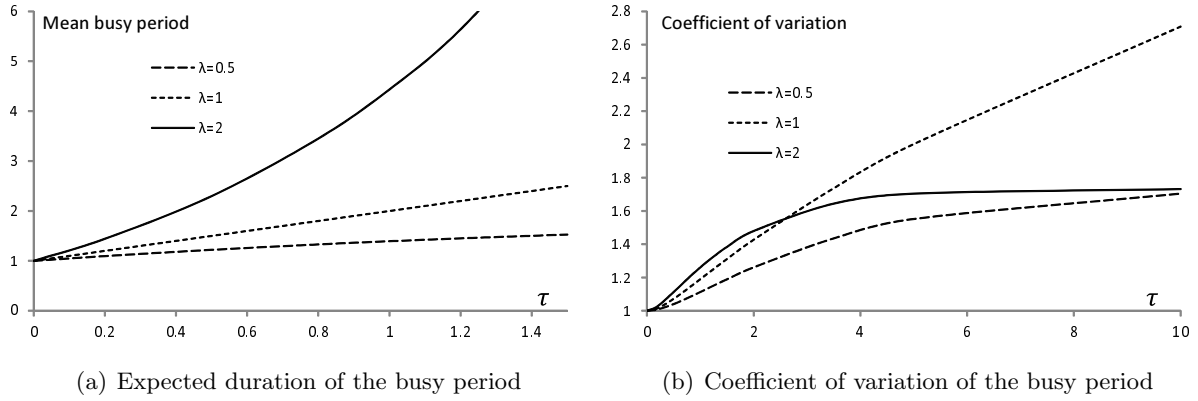 Mean busy period
6
5
4
3
2
1
0
λ=0.5
λ=1
λ=2
τ
0 0.2 0.4 0.6 0.8 1 1.2 1.4
(a) Expected duration of the busy period
Coefficient of variation
2.8
2.6
2.4
2.2
2
1.8
1.6
1.4
1.2
1
λ=0.5
λ=1
λ=2
τ
0 2 4 6 8 10
(b) Coefficient of variation of the busy period